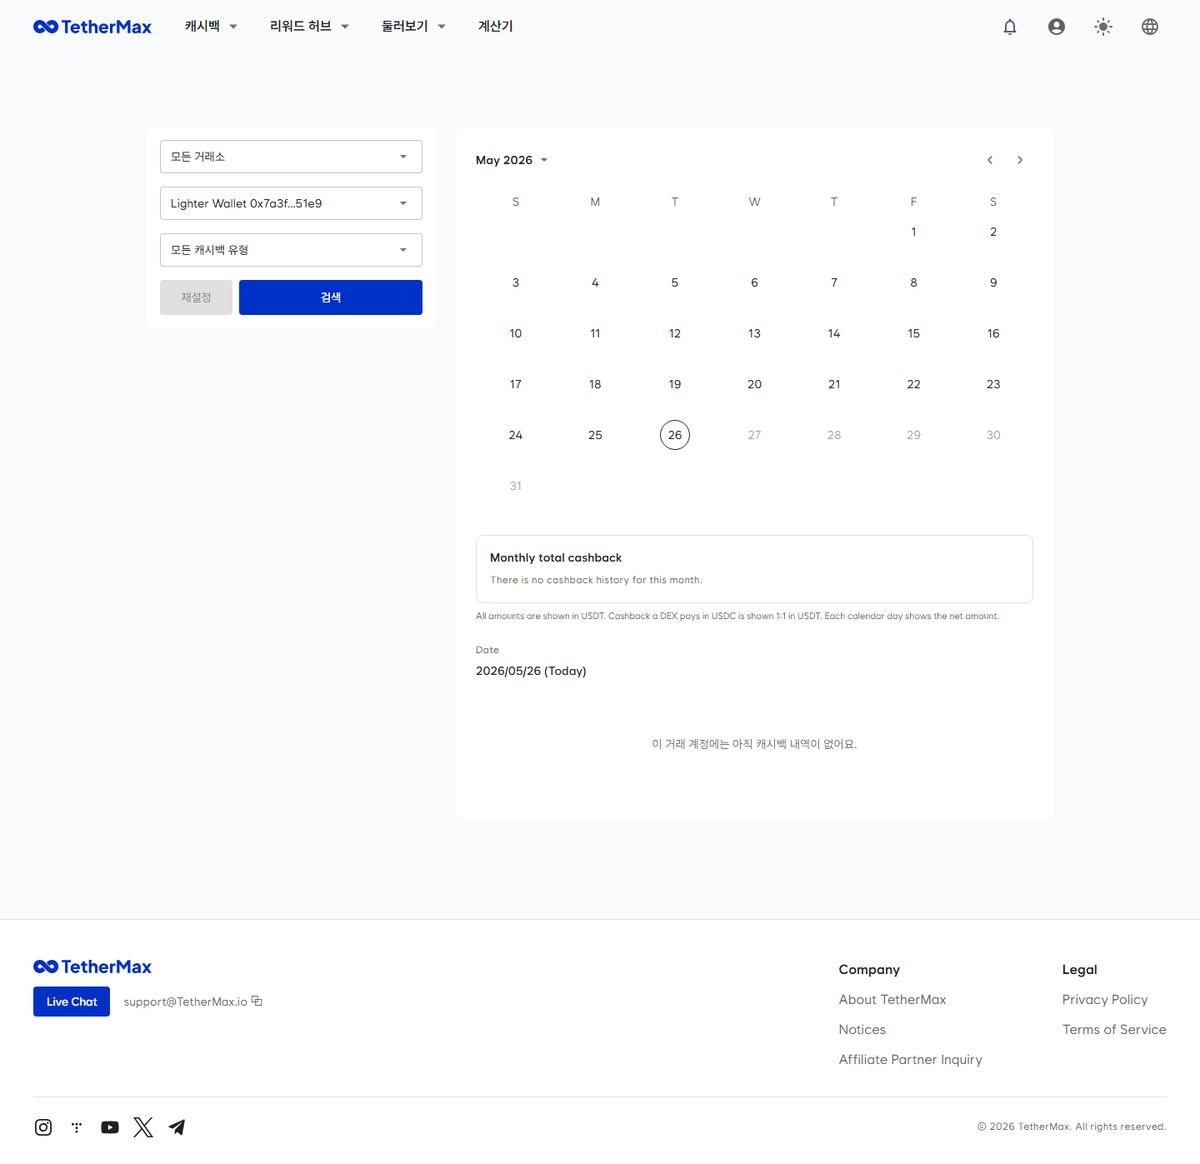 TetherMax 캐시백 리워드 허브 둘러보기 계산기
모든 거래소
Lighter Wallet 0x7a3f...51e9
모든 캐시백 유형
재설정 검색
May 2026
S M T W T F S
1 2
3 4 5 6 7 8 9
10 11 12 13 14 15 16
17 18 19 20 21 22 23
24 25 26 27 28 29 30
31
Monthly total cashback
There is no cashback history for this month.
All amounts are shown in USDT. Cashback a DEX pays in USDC is shown 1:1 in USDT. Each calendar day shows the net amount.
Date
2026/05/26 (Today)
이 거래 계정에는 아직 캐시백 내역이 없어요.
TetherMax
Live Chat support@TetherMax.io
Company
About TetherMax
Notices
Affiliate Partner Inquiry
Legal
Privacy Policy
Terms of Service
© 2026 TetherMax. All rights reserved.